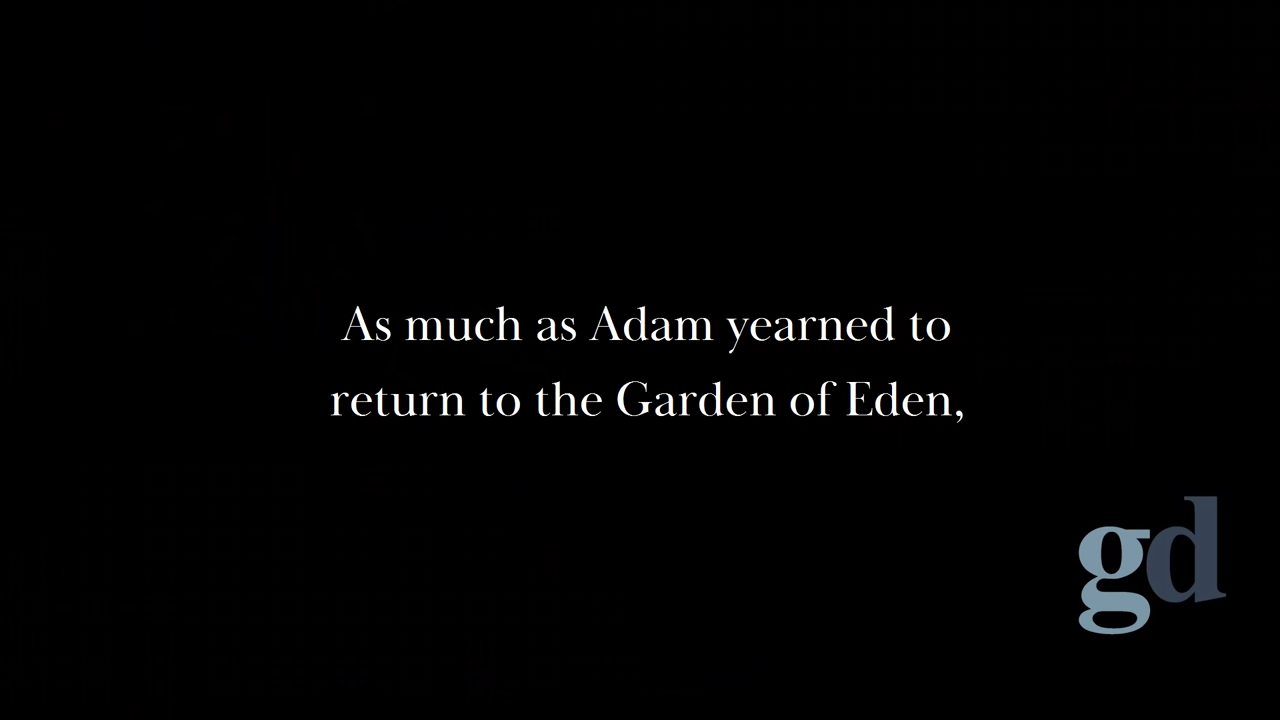 As much as Adam yearned to
return to the Garden of Eden,
gd